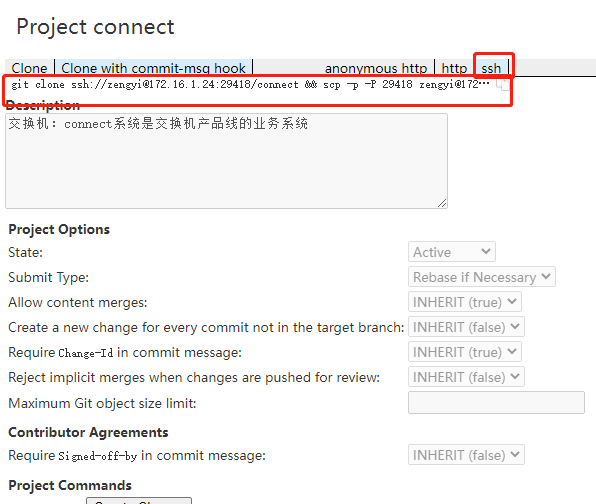 Project connect
Clone Clone with commit-msg hook anonymous http http ssh
git clone ssh://zengyi@172.16.1.24:29418/connect && scp -p -P 29418 zengyi@172…
Description
交换机：connect系统是交换机产品线的业务系统
Project Options
State: Active
Submit Type: Rebase if Necessary
Allow content merges: INHERIT (true)
Create a new change for every commit not in the target branch: INHERIT (false)
Require Change-Id in commit message: INHERIT (true)
Reject implicit merges when changes are pushed for review: INHERIT (false)
Maximum Git object size limit:
Contributor Agreements
Require Signed-off-by in commit message: INHERIT (false)
Project Commands